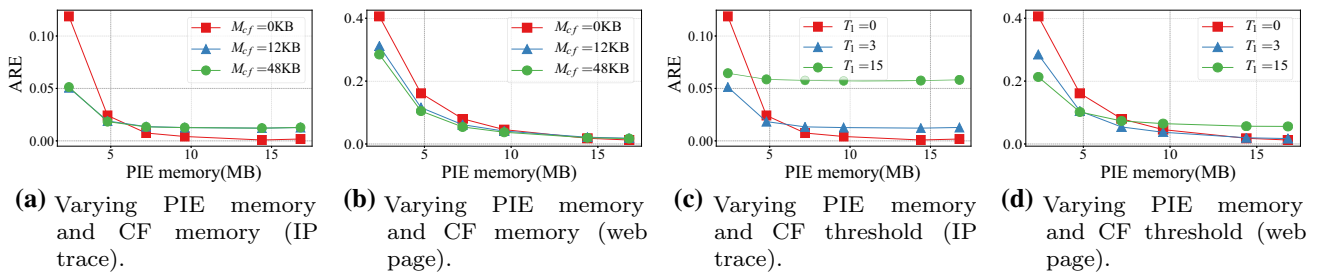 ARE
0.10
0.05
0.00
M_cf =0KB
M_cf =12KB
M_cf =48KB
5
10
15
PIE memory(MB)
(a) Varying PIE memory
and CF memory (IP
trace).
0.4
0.2
0.0
M_cf =0KB
M_cf =12KB
M_cf =48KB
5
10
15
PIE memory(MB)
(b) Varying PIE memory
and CF memory (web
page).
ARE
0.10
0.05
0.00
T_1 =0
T_1 =3
T_1 =15
5
10
15
PIE memory(MB)
(c) Varying PIE memory
and CF threshold (IP
trace).
0.4
0.2
0.0
T_1 =0
T_1 =3
T_1 =15
5
10
15
PIE memory(MB)
(d) Varying PIE memory
and CF threshold (web
page).